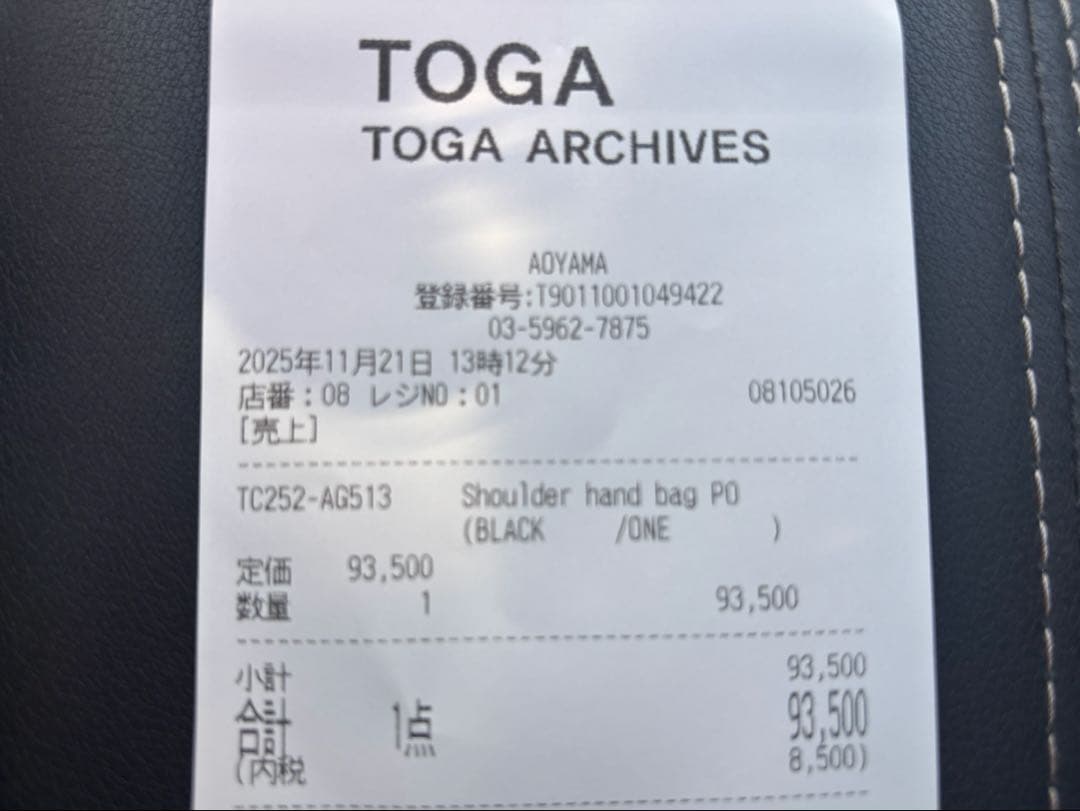 TOGA
TOGA ARCHIVES
AOYAMA
登録番号:T9011001049422
03-5962-7875
2025年11月21日 13時12分
店番:08 レジNO:01 08105026
[売上]
TC252-AG513 Shoulder hand bag PO
(BLACK /ONE )
定価 93,500
数量 1 93,500
小計 93,500
合計 1点 93,500
(内税 8,500)